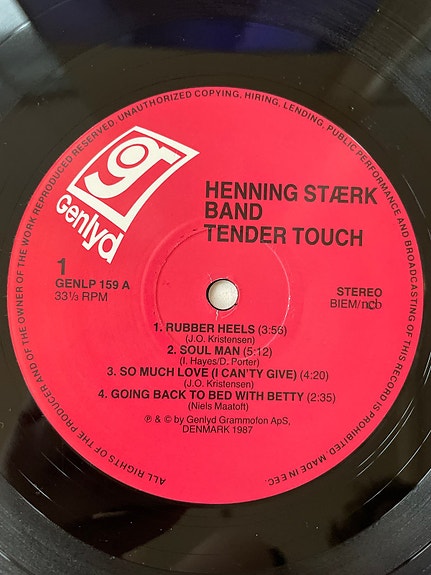 ALL RIGHTS OF THE PRODUCER AND OF THE OWNER OF THE WORK REPRODUCED RESERVED. UNAUTHORIZED COPYING, HIRING, LENDING, PUBLIC PERFORMANCE AND BROADCASTING OF THIS RECORD IS PROHIBITED. MADE IN EEC.
g
Genlyd
HENNING STÆRK
BAND
TENDER TOUCH
1
GENLP 159 A
33⅓ RPM
STEREO
BIEM/ncb
1. RUBBER HEELS (3:53)
(J.O. Kristensen)
2. SOUL MAN (5:12)
(I. Hayes/D. Porter)
3. SO MUCH LOVE (I CAN'TY GIVE) (4:20)
(J.O. Kristensen)
4. GOING BACK TO BED WITH BETTY (2:35)
(Niels Maatoft)
℗ & © by Genlyd Grammofon ApS,
DENMARK 1987